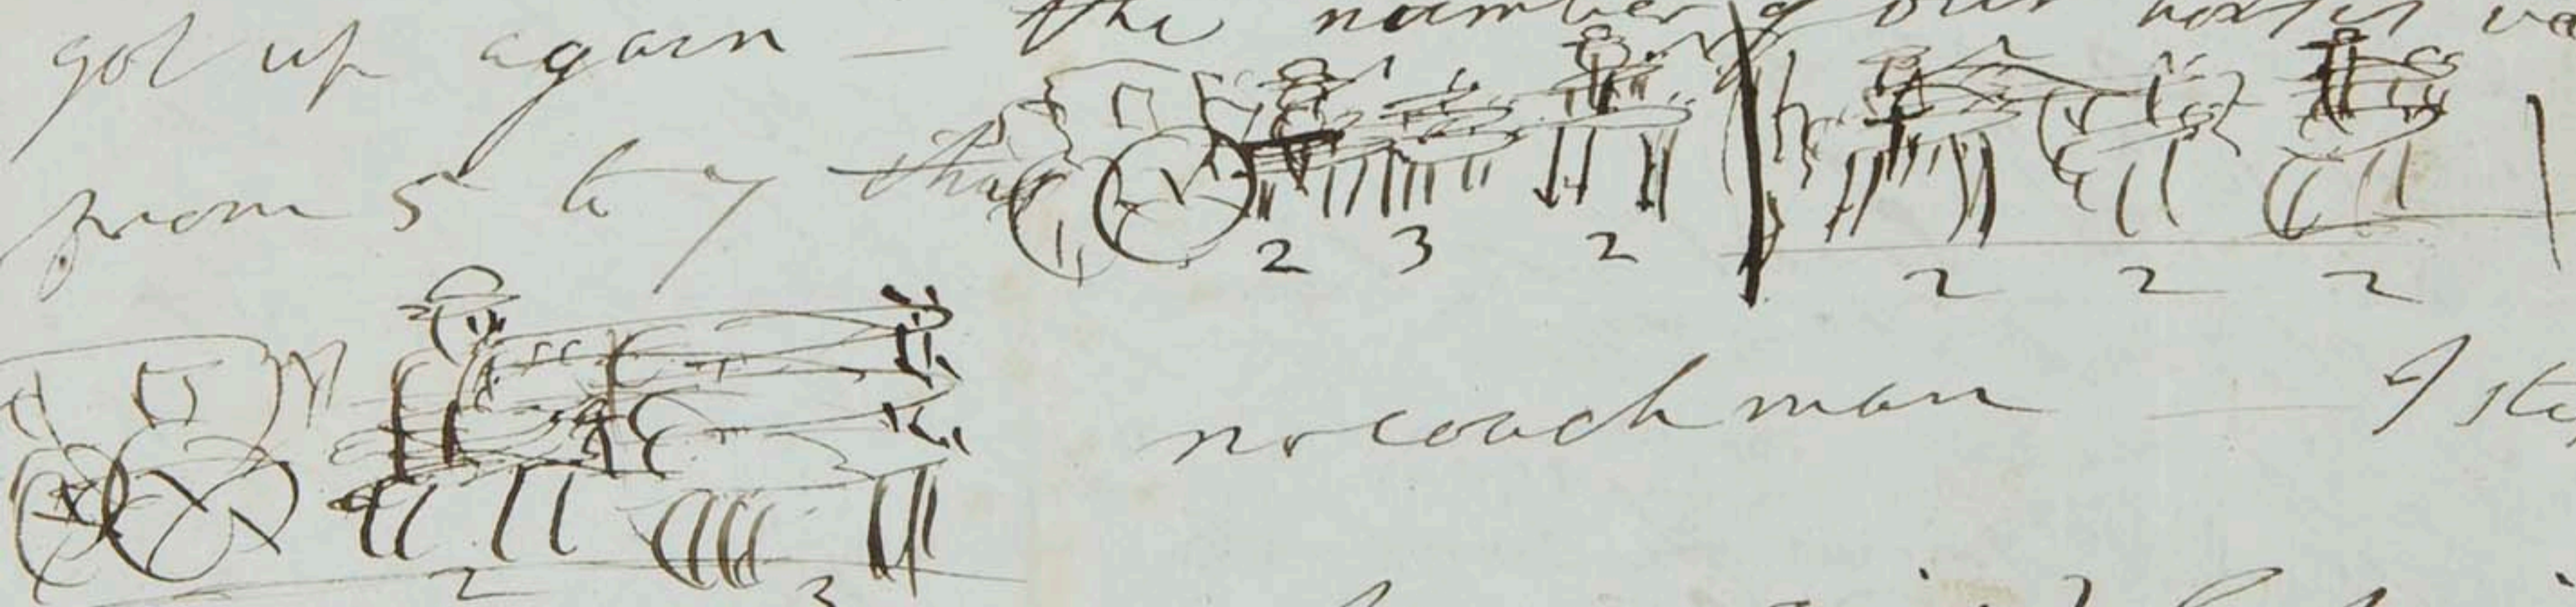 got up again — the number of our horses
from 5 to 7 thus
2 3 2 2 2 2
no coachman — I
2 3